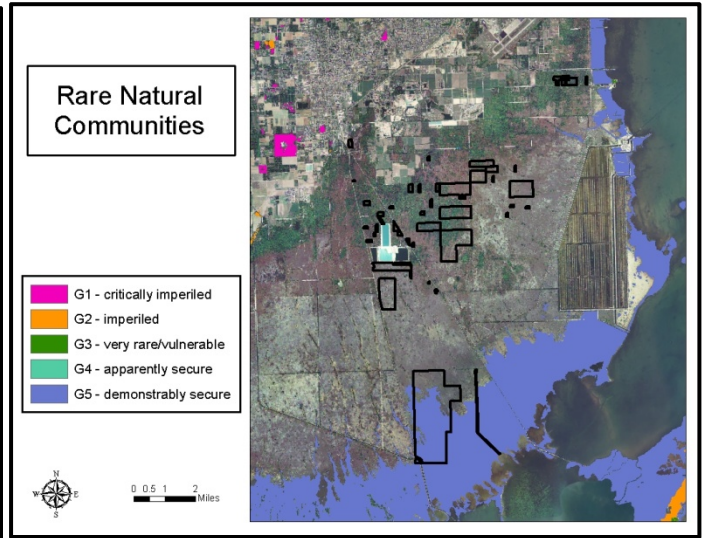 Rare Natural
Communities
G1 - critically imperiled
G2 - imperiled
G3 - very rare/vulnerable
G4 - apparently secure
G5 - demonstrably secure
N
W E
S
0 0.5 1 2
Miles